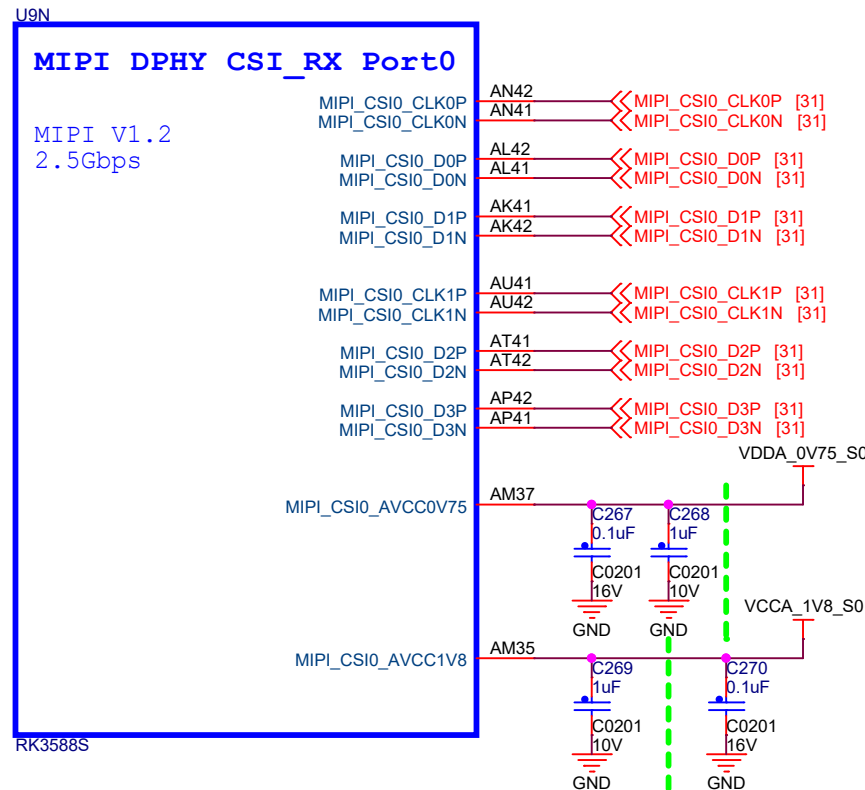 U9N
MIPI DPHY CSI_RX Port0
MIPI V1.2
2.5Gbps
MIPI_CSI0_CLK0P AN42 MIPI_CSI0_CLK0P [31]
MIPI_CSI0_CLK0N AN41 MIPI_CSI0_CLK0N [31]
MIPI_CSI0_D0P AL42 MIPI_CSI0_D0P [31]
MIPI_CSI0_D0N AL41 MIPI_CSI0_D0N [31]
MIPI_CSI0_D1P AK41 MIPI_CSI0_D1P [31]
MIPI_CSI0_D1N AK42 MIPI_CSI0_D1N [31]
MIPI_CSI0_CLK1P AU41 MIPI_CSI0_CLK1P [31]
MIPI_CSI0_CLK1N AU42 MIPI_CSI0_CLK1N [31]
MIPI_CSI0_D2P AT41 MIPI_CSI0_D2P [31]
MIPI_CSI0_D2N AT42 MIPI_CSI0_D2N [31]
MIPI_CSI0_D3P AP42 MIPI_CSI0_D3P [31]
MIPI_CSI0_D3N AP41 MIPI_CSI0_D3N [31]
VDDA_0V75_S0
MIPI_CSI0_AVCC0V75 AM37
C267 C268
0.1uF 1uF
C0201 C0201
16V 10V
GND GND
VCCA_1V8_S0
MIPI_CSI0_AVCC1V8 AM35
C269 C270
1uF 0.1uF
C0201 C0201
10V 16V
GND GND
RK3588S